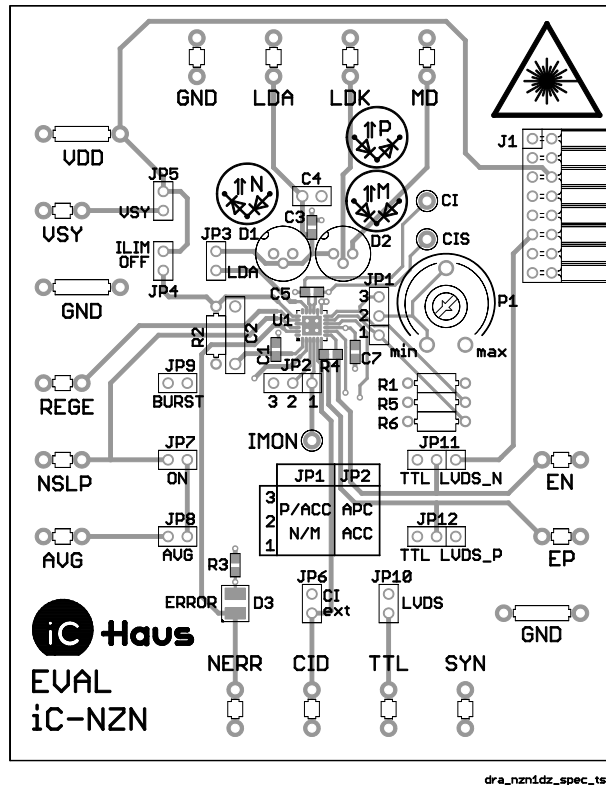 GND LDA LDK MD
J1
P
N
M
VDD
JP5
VSY
VSY
C4
C3
CI
D1
D2
CIS
ILIM
OFF
JP3
LDA
JP4
GND
C5
JP1
P1
3
2
1
R2
C2
U1
C1
R4
C7
min
max
JP9
BURST
JP2
3 2 1
R1
R5
R6
REGE
IMON
JP7
ON
NSLP
JP11
TTL LVDS_N
EN
JP1 JP2
3
2
1
P/ACC APC
N/M ACC
JP8
AVG
AVG
JP12
TTL LVDS_P
EP
R3
ERROR
D3
JP6
CI
ext
JP10
LVDS
GND
iC Haus
NERR CID TTL SYN
EVAL
iC-NZN
dra_nzn1dz_spec_ts